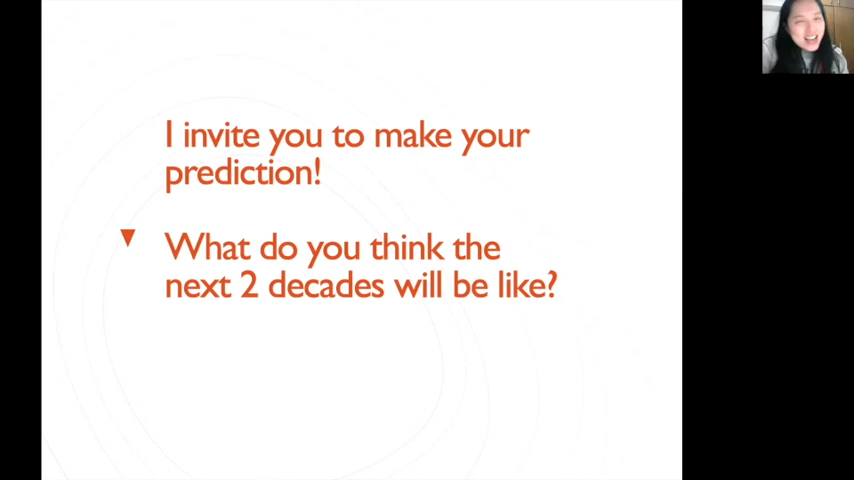 I invite you to make your
prediction!
What do you think the
next 2 decades will be like?